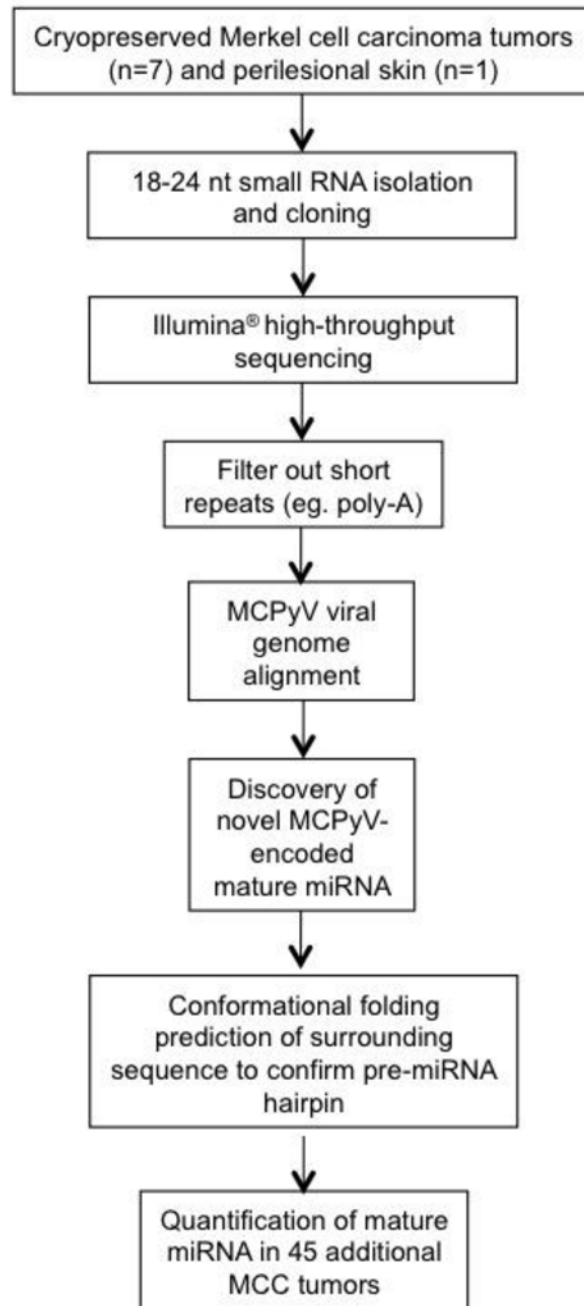 Cryopreserved Merkel cell carcinoma tumors
(n=7) and perilesional skin (n=1)
18-24 nt small RNA isolation
and cloning
Illumina® high-throughput
sequencing
Filter out short
repeats (eg. poly-A)
MCPyV viral
genome
alignment
Discovery of
novel MCPyV-
encoded
mature miRNA
Conformational folding
prediction of surrounding
sequence to confirm pre-miRNA
hairpin
Quantification of mature
miRNA in 45 additional
MCC tumors